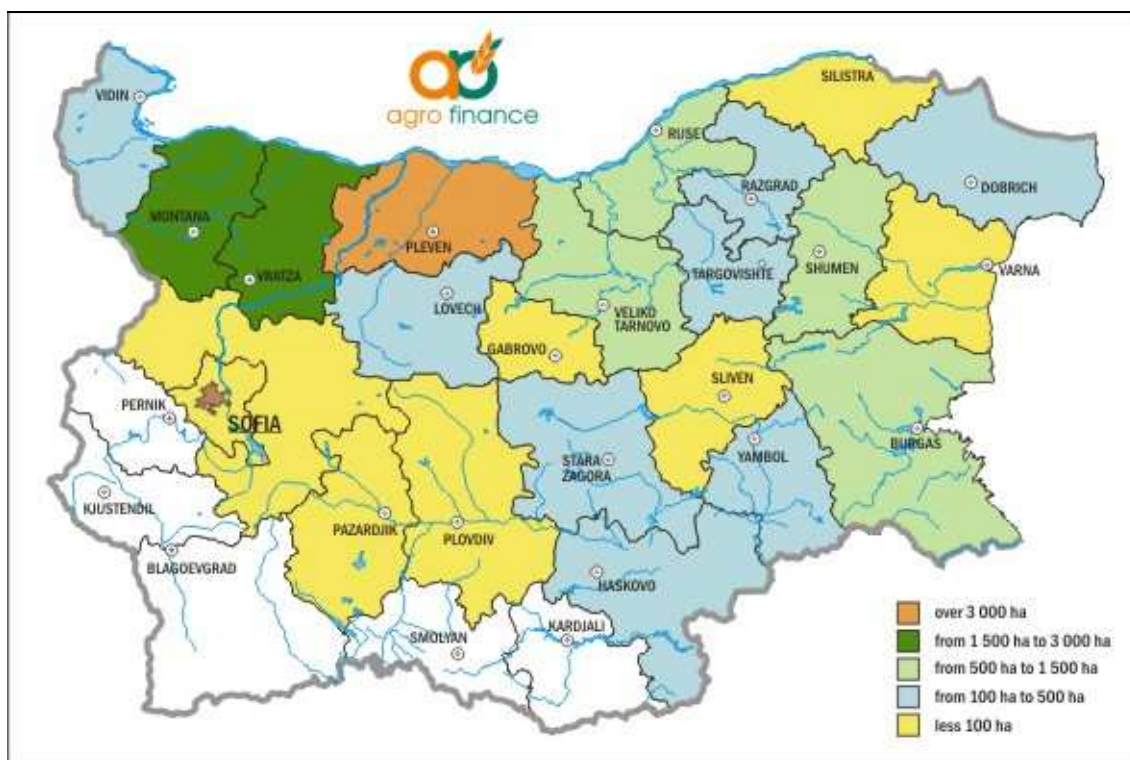 agro finance
SILISTRA
VIDIN
RUSE
DOBRICH
RAZGRAD
MONTANA
PLEVEN
VRATZA
LOVECH
TARGOVISHTE
SHUMEN
VARNA
VELIKO
TARNOVO
GABROVO
SLIVEN
PERNIK
SOFIA
BURGAS
STARA
ZAGORA
YAMBOL
KJUSTENDIL
PAZARDJIK
PLOVDIV
BLAGOEVGRAD
HASKOVO
SMOLYAN
KARDJALI
over 3 000 ha
from 1 500 ha to 3 000 ha
from 500 ha to 1 500 ha
from 100 ha to 500 ha
less 100 ha